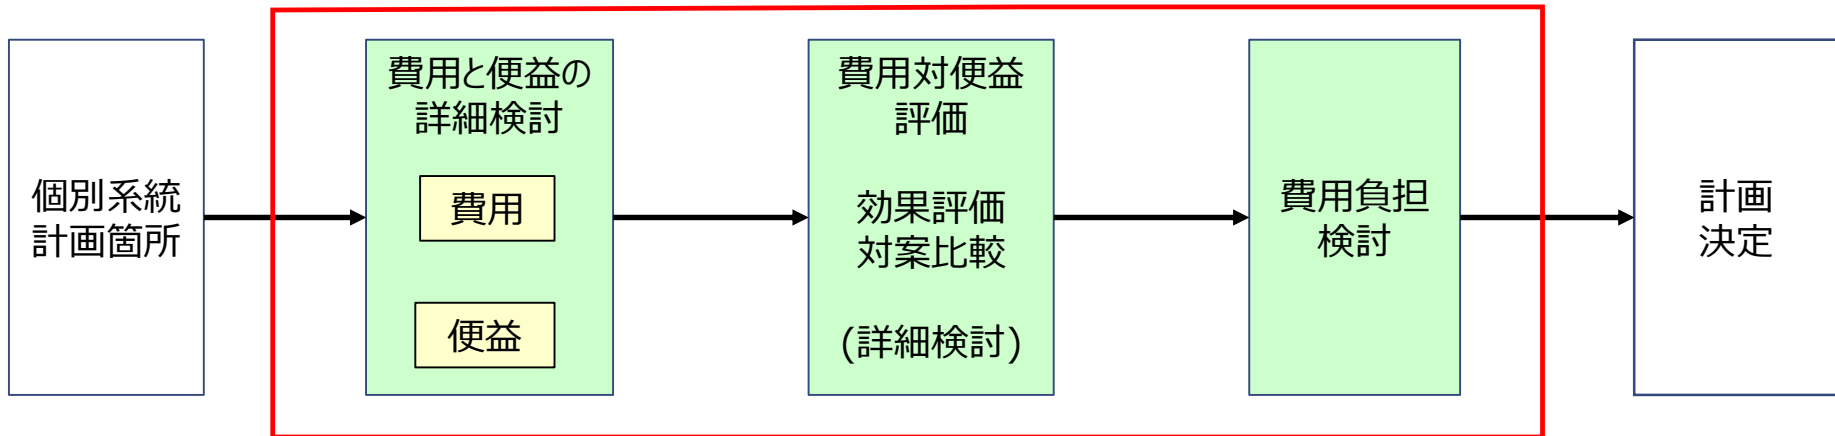 個別系統
計画箇所
費用と便益の
詳細検討
費用
便益
費用対便益
評価
効果評価
対案比較
(詳細検討)
費用負担
検討
計画
決定